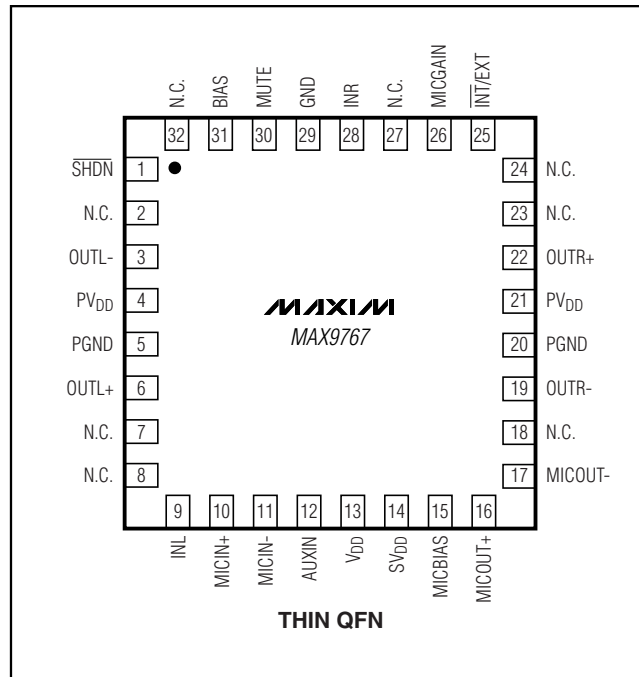 N.C.
BIAS
MUTE
GND
INR
N.C.
MICGAIN
INT/EXT
32 31 30 29 28 27 26 25
SHDN 1 24 N.C.
N.C. 2 23 N.C.
OUTL- 3 22 OUTR+
PVDD 4 21 PVDD
MAXIM
MAX9767
PGND 5 20 PGND
OUTL+ 6 19 OUTR-
N.C. 7 18 N.C.
N.C. 8 17 MICOUT-
9 10 11 12 13 14 15 16
INL
MICIN+
MICIN-
AUXIN
VDD
SVDD
MICBIAS
MICOUT+
THIN QFN